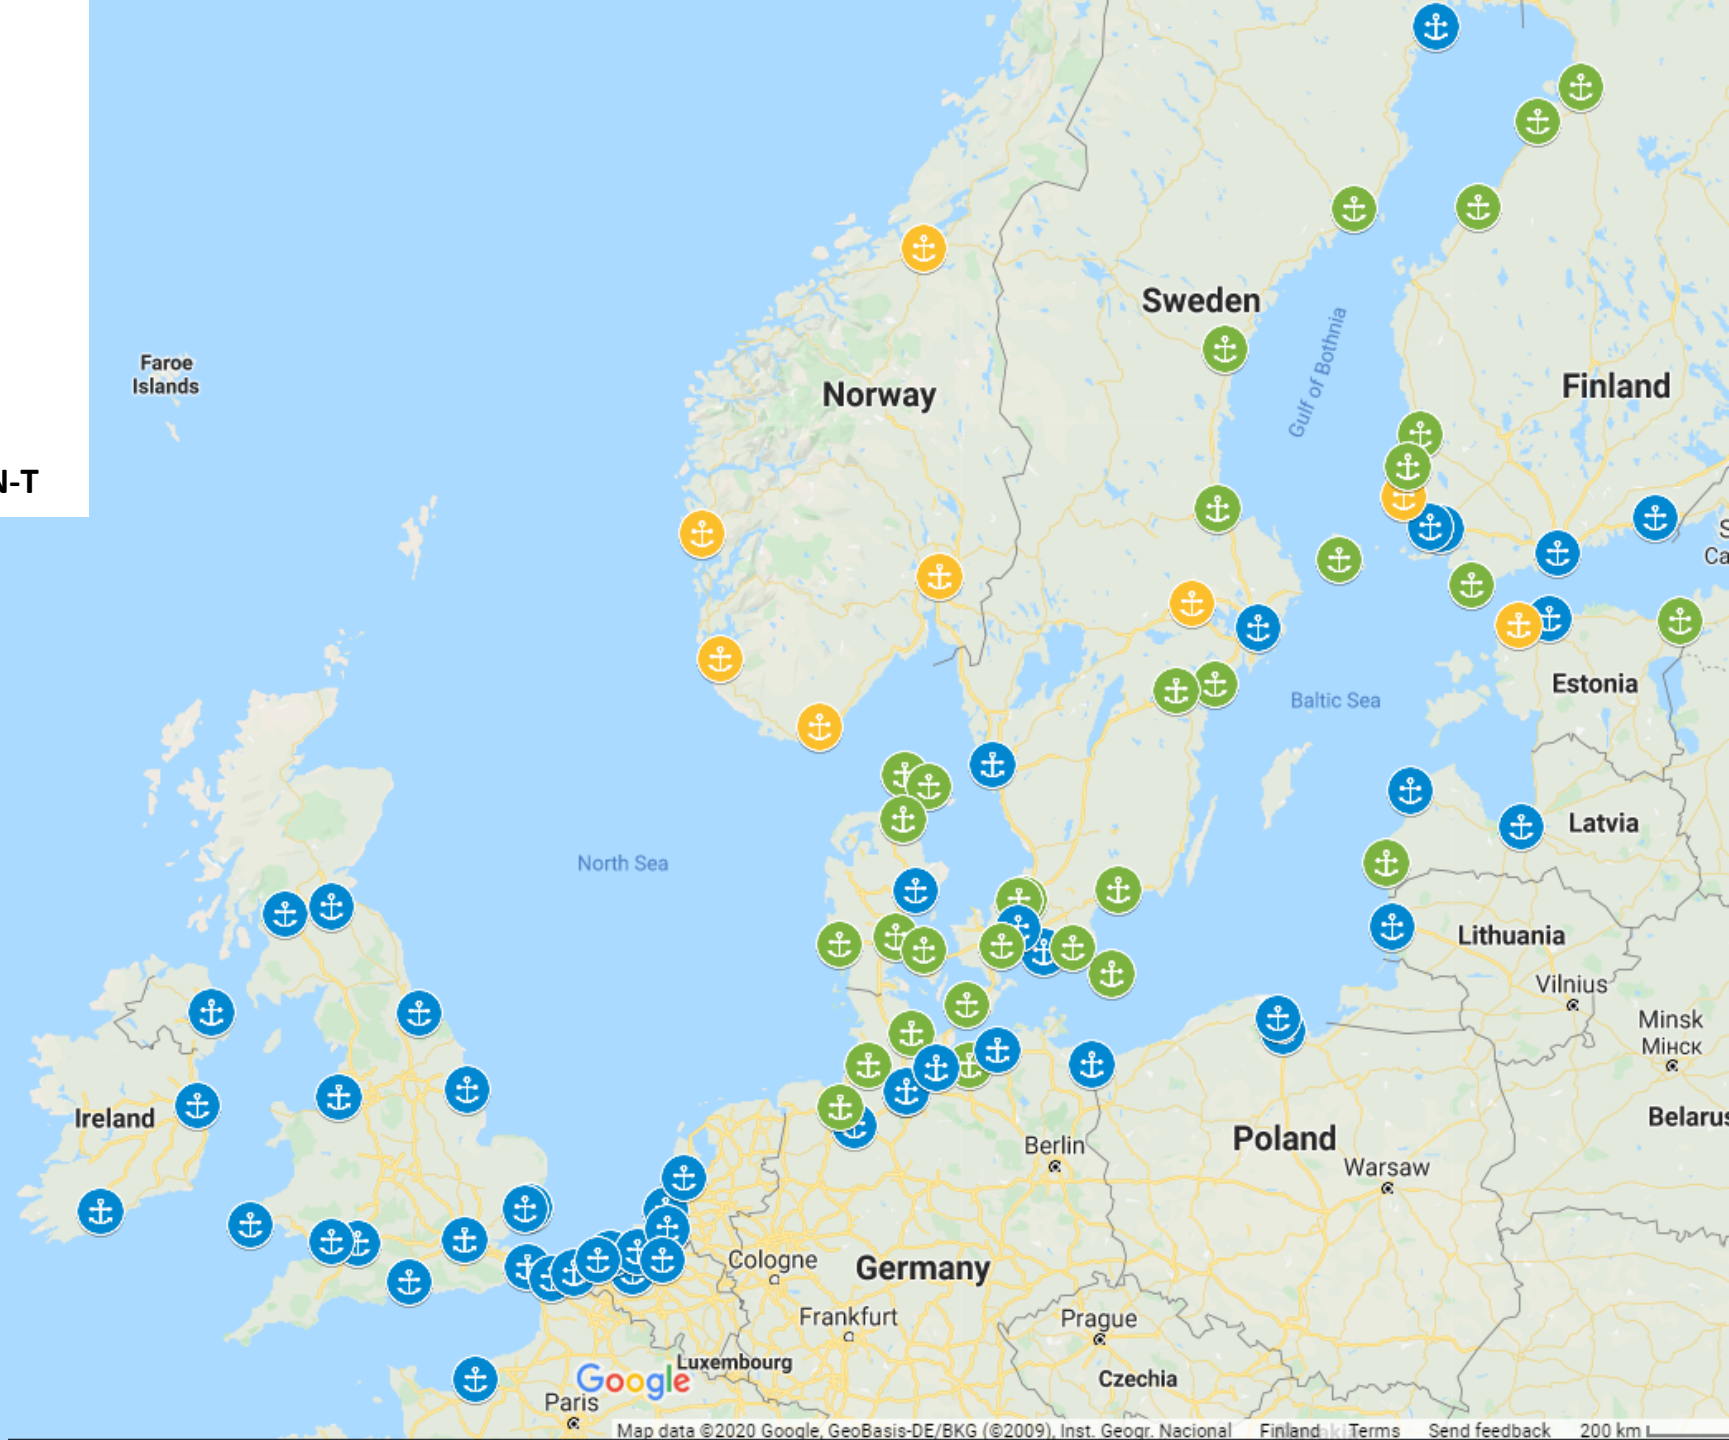 Sweden
Gulf of Bothnia
Faroe
Islands
Norway
Finland
N-T
Estonia
Baltic Sea
Latvia
North Sea
Lithuania
Vilnius
Minsk
Мінск
Ireland
Belarus
Berlin
Poland
Warsaw
Cologne
Germany
Frankfurt
Prague
Luxembourg
Google
Czechia
Paris
Map data ©2020 Google, GeoBasis-DE/BKG (©2009), Inst. Geogr. Nacional Finland Terms Send feedback 200 km